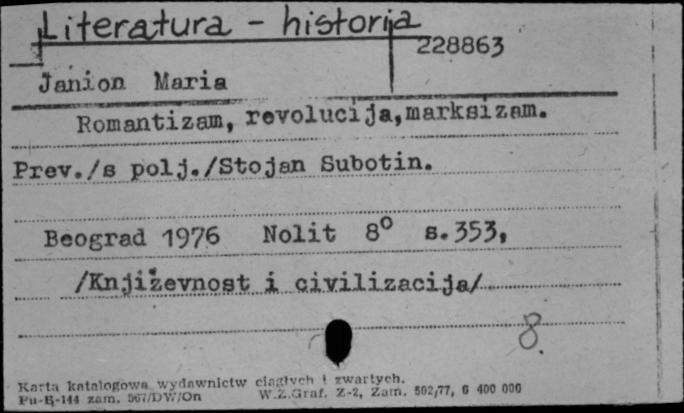 Literatura - historija
228863
Janion Maria
Romantizam, revolucija,marksizam.
Prev./s polj./Stojan Subotin.
Beograd 1976 Nolit 8° s.353,
/Književnost i civilizacija/
8.
Karta katalogowa wydawnictw ciągłych i zwartych.
Pu-B-144 zam. 567/DW/On W.Z.Graf. Z-2, Zam. 502/77, 6 400 000